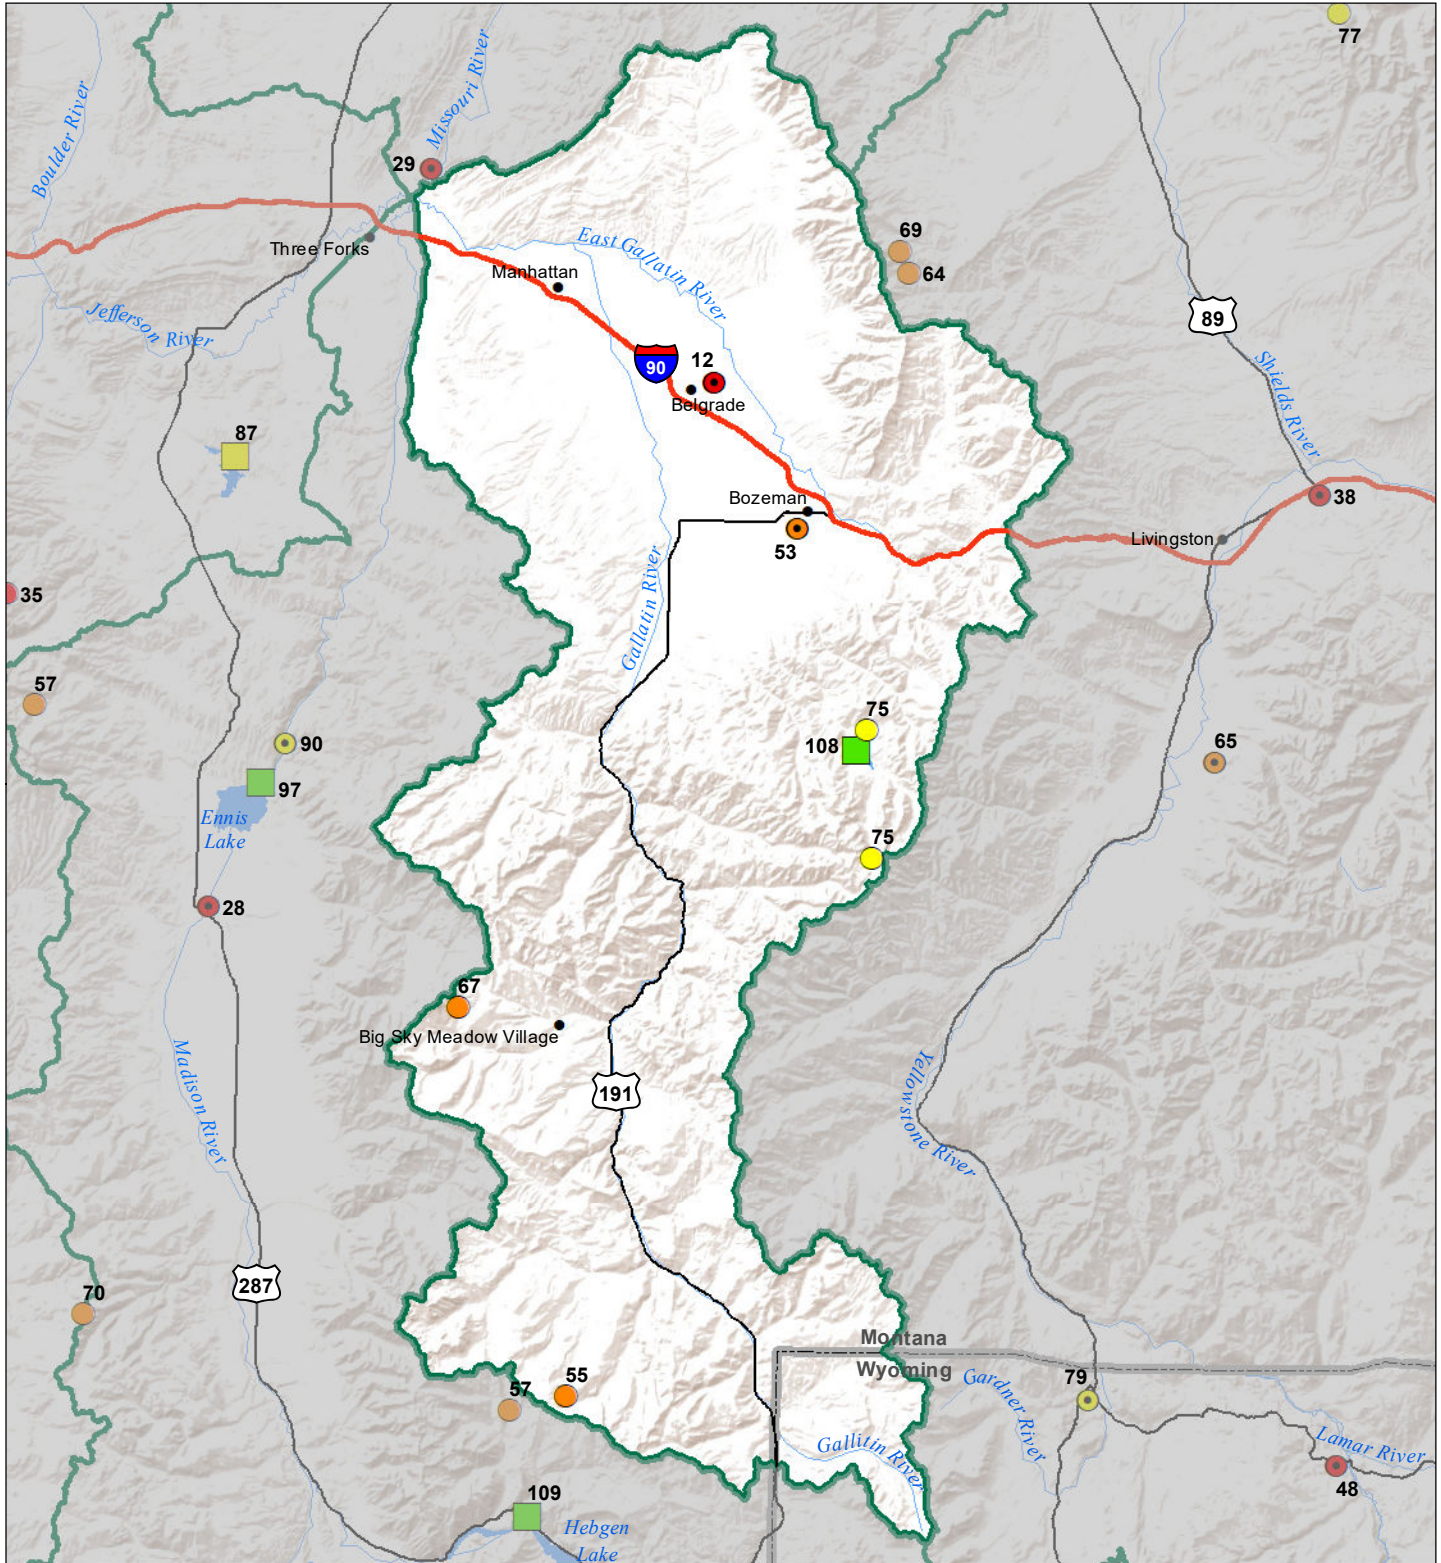 77
Missouri River
Boulder River
29
69
64
East Gallatin River
Three Forks
Manhattan
Jefferson River
89
90
12
Belgrade
Shields River
87
Bozeman
53
38
Livingston
35
Gallatin River
57
75
108
90
97
65
Ennis
Lake
75
28
67
Big Sky Meadow Village
Madison River
191
Yellowstone River
287
70
Montana
Wyoming
55
57
Gardner River
79
Gallitin River
Lamar River
48
109
Hebgen
Lake